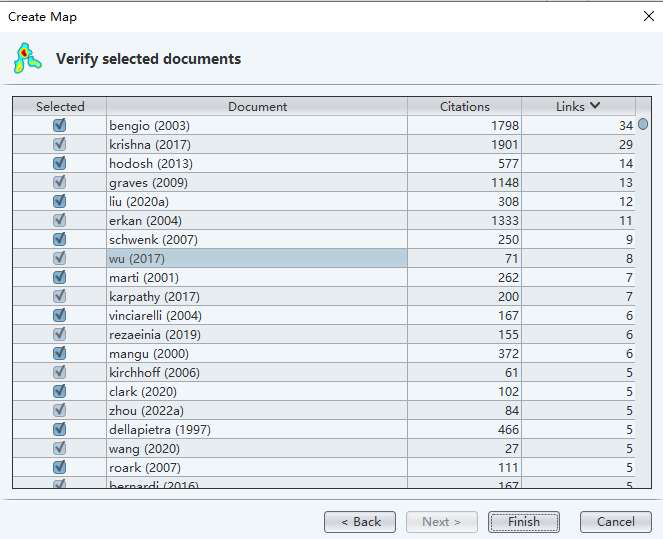 Create Map
Verify selected documents
Selected Document Citations Links
bengio (2003) 1798 34
krishna (2017) 1901 29
hodosh (2013) 577 14
graves (2009) 1148 13
liu (2020a) 308 12
erkan (2004) 1333 11
schwenk (2007) 250 9
wu (2017) 71 8
marti (2001) 262 7
karpathy (2017) 200 7
vinciarelli (2004) 167 6
rezaeinia (2019) 155 6
mangu (2000) 372 6
kirchhoff (2006) 61 5
clark (2020) 102 5
zhou (2022a) 84 5
dellapietra (1997) 466 5
wang (2020) 27 5
roark (2007) 111 5
bernardi (2016) 167 5
< Back Next > Finish Cancel